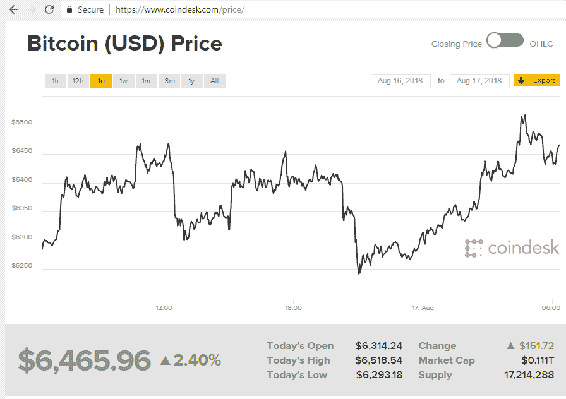 Secure https://www.coindesk.com/price/
Bitcoin (USD) Price
Closing Price OHLC
1h 12h 1d 1w 1m 3m 1y All
Aug 16, 2018 to Aug 17, 2018 Export
$6500
$6450
$6400
$6350
$6300
$6250
coindesk
12:00 18:00 17. Aug 06:00
$6,465.96 ▲2.40%
Today's Open $6,314.24 Change ▲ $151.72
Today's High $6,518.54 Market Cap $0.111T
Today's Low $6,293.18 Supply 17,214.288